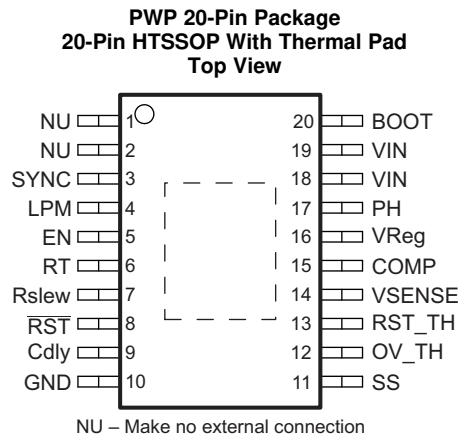 PWP 20-Pin Package
20-Pin HTSSOP With Thermal Pad
Top View
NU 1 20 BOOT
NU 2 19 VIN
SYNC 3 18 VIN
LPM 4 17 PH
EN 5 16 VReg
RT 6 15 COMP
Rslew 7 14 VSENSE
RST 8 13 RST_TH
Cdly 9 12 OV_TH
GND 10 11 SS
NU – Make no external connection